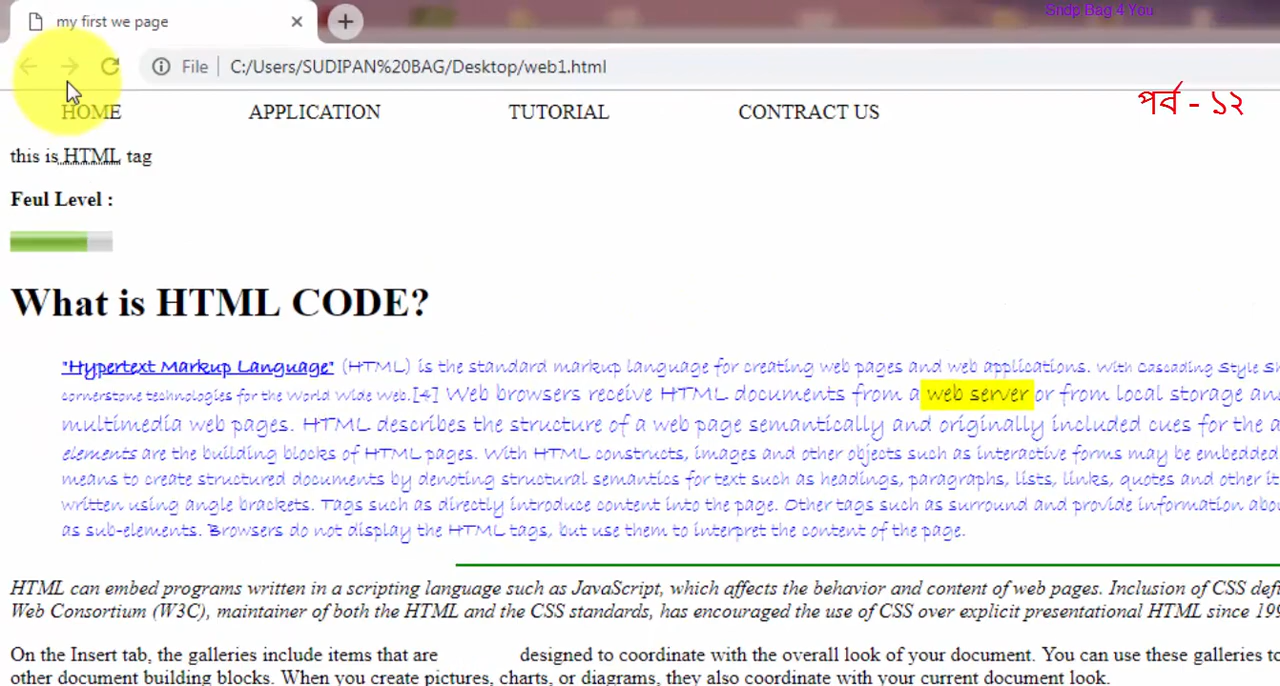 Sndp Bag 4 You
my first we page
File C:/Users/SUDIPAN%20BAG/Desktop/web1.html
HOME APPLICATION TUTORIAL CONTRACT US
পর্ব - ১২
this is HTML tag
Feul Level :
What is HTML CODE?
"Hypertext Markup Language" (HTML) is the standard markup language for creating web pages and web applications. With Cascading Style
cornerstone technologies for the World Wide Web.[4] Web browsers receive HTML documents from a web server or from local storage
multimedia web pages. HTML describes the structure of a web page semantically and originally included cues for the
elements are the building blocks of HTML pages. With HTML constructs, images and other objects such as interactive forms may be embedded
means to create structured documents by denoting structural semantics for text such as headings, paragraphs, lists, links, quotes and other
written using angle brackets. Tags such as directly introduce content into the page. Other tags such as surround and provide information
as sub-elements. Browsers do not display the HTML tags, but use them to interpret the content of the page.
HTML can embed programs written in a scripting language such as JavaScript, which affects the behavior and content of web pages. Inclusion of CSS
Web Consortium (W3C), maintainer of both the HTML and the CSS standards, has encouraged the use of CSS over explicit presentational HTML since
On the Insert tab, the galleries include items that are designed to coordinate with the overall look of your document. You can use these galleries
other document building blocks. When you create pictures, charts, or diagrams, they also coordinate with your current document look.